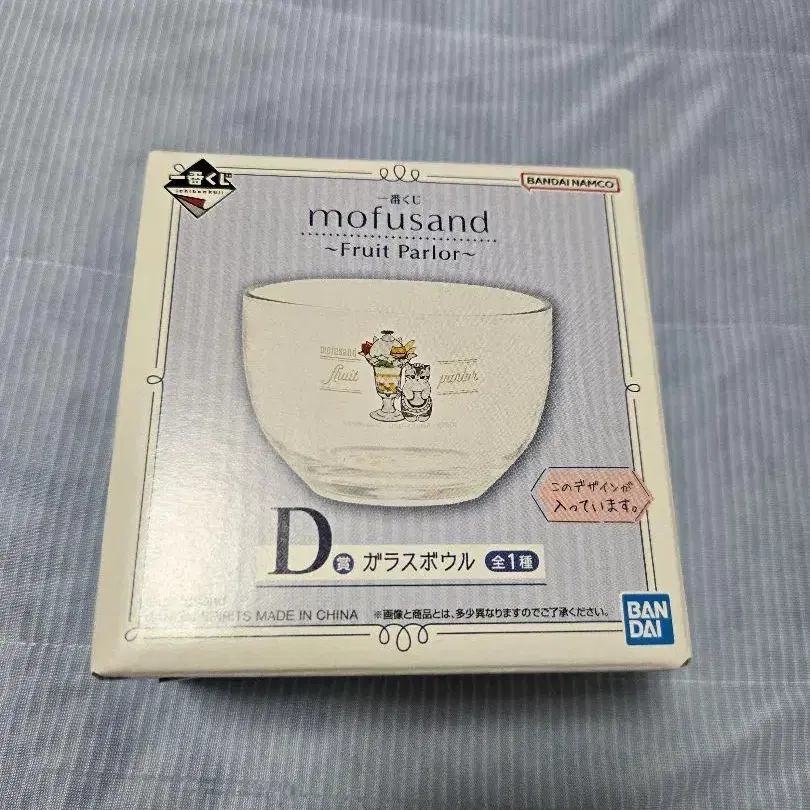 一番くじ
ichibankuji
BANDAI NAMCO
一番くじ
mofusand
~Fruit Parlor~
mofusand
fruit parlor
このデザインが
入っています。
D賞 ガラスボウル 全1種
MADE IN CHINA ※画像と商品とは、多少異なりますのでご了承ください。
BAN
DAI